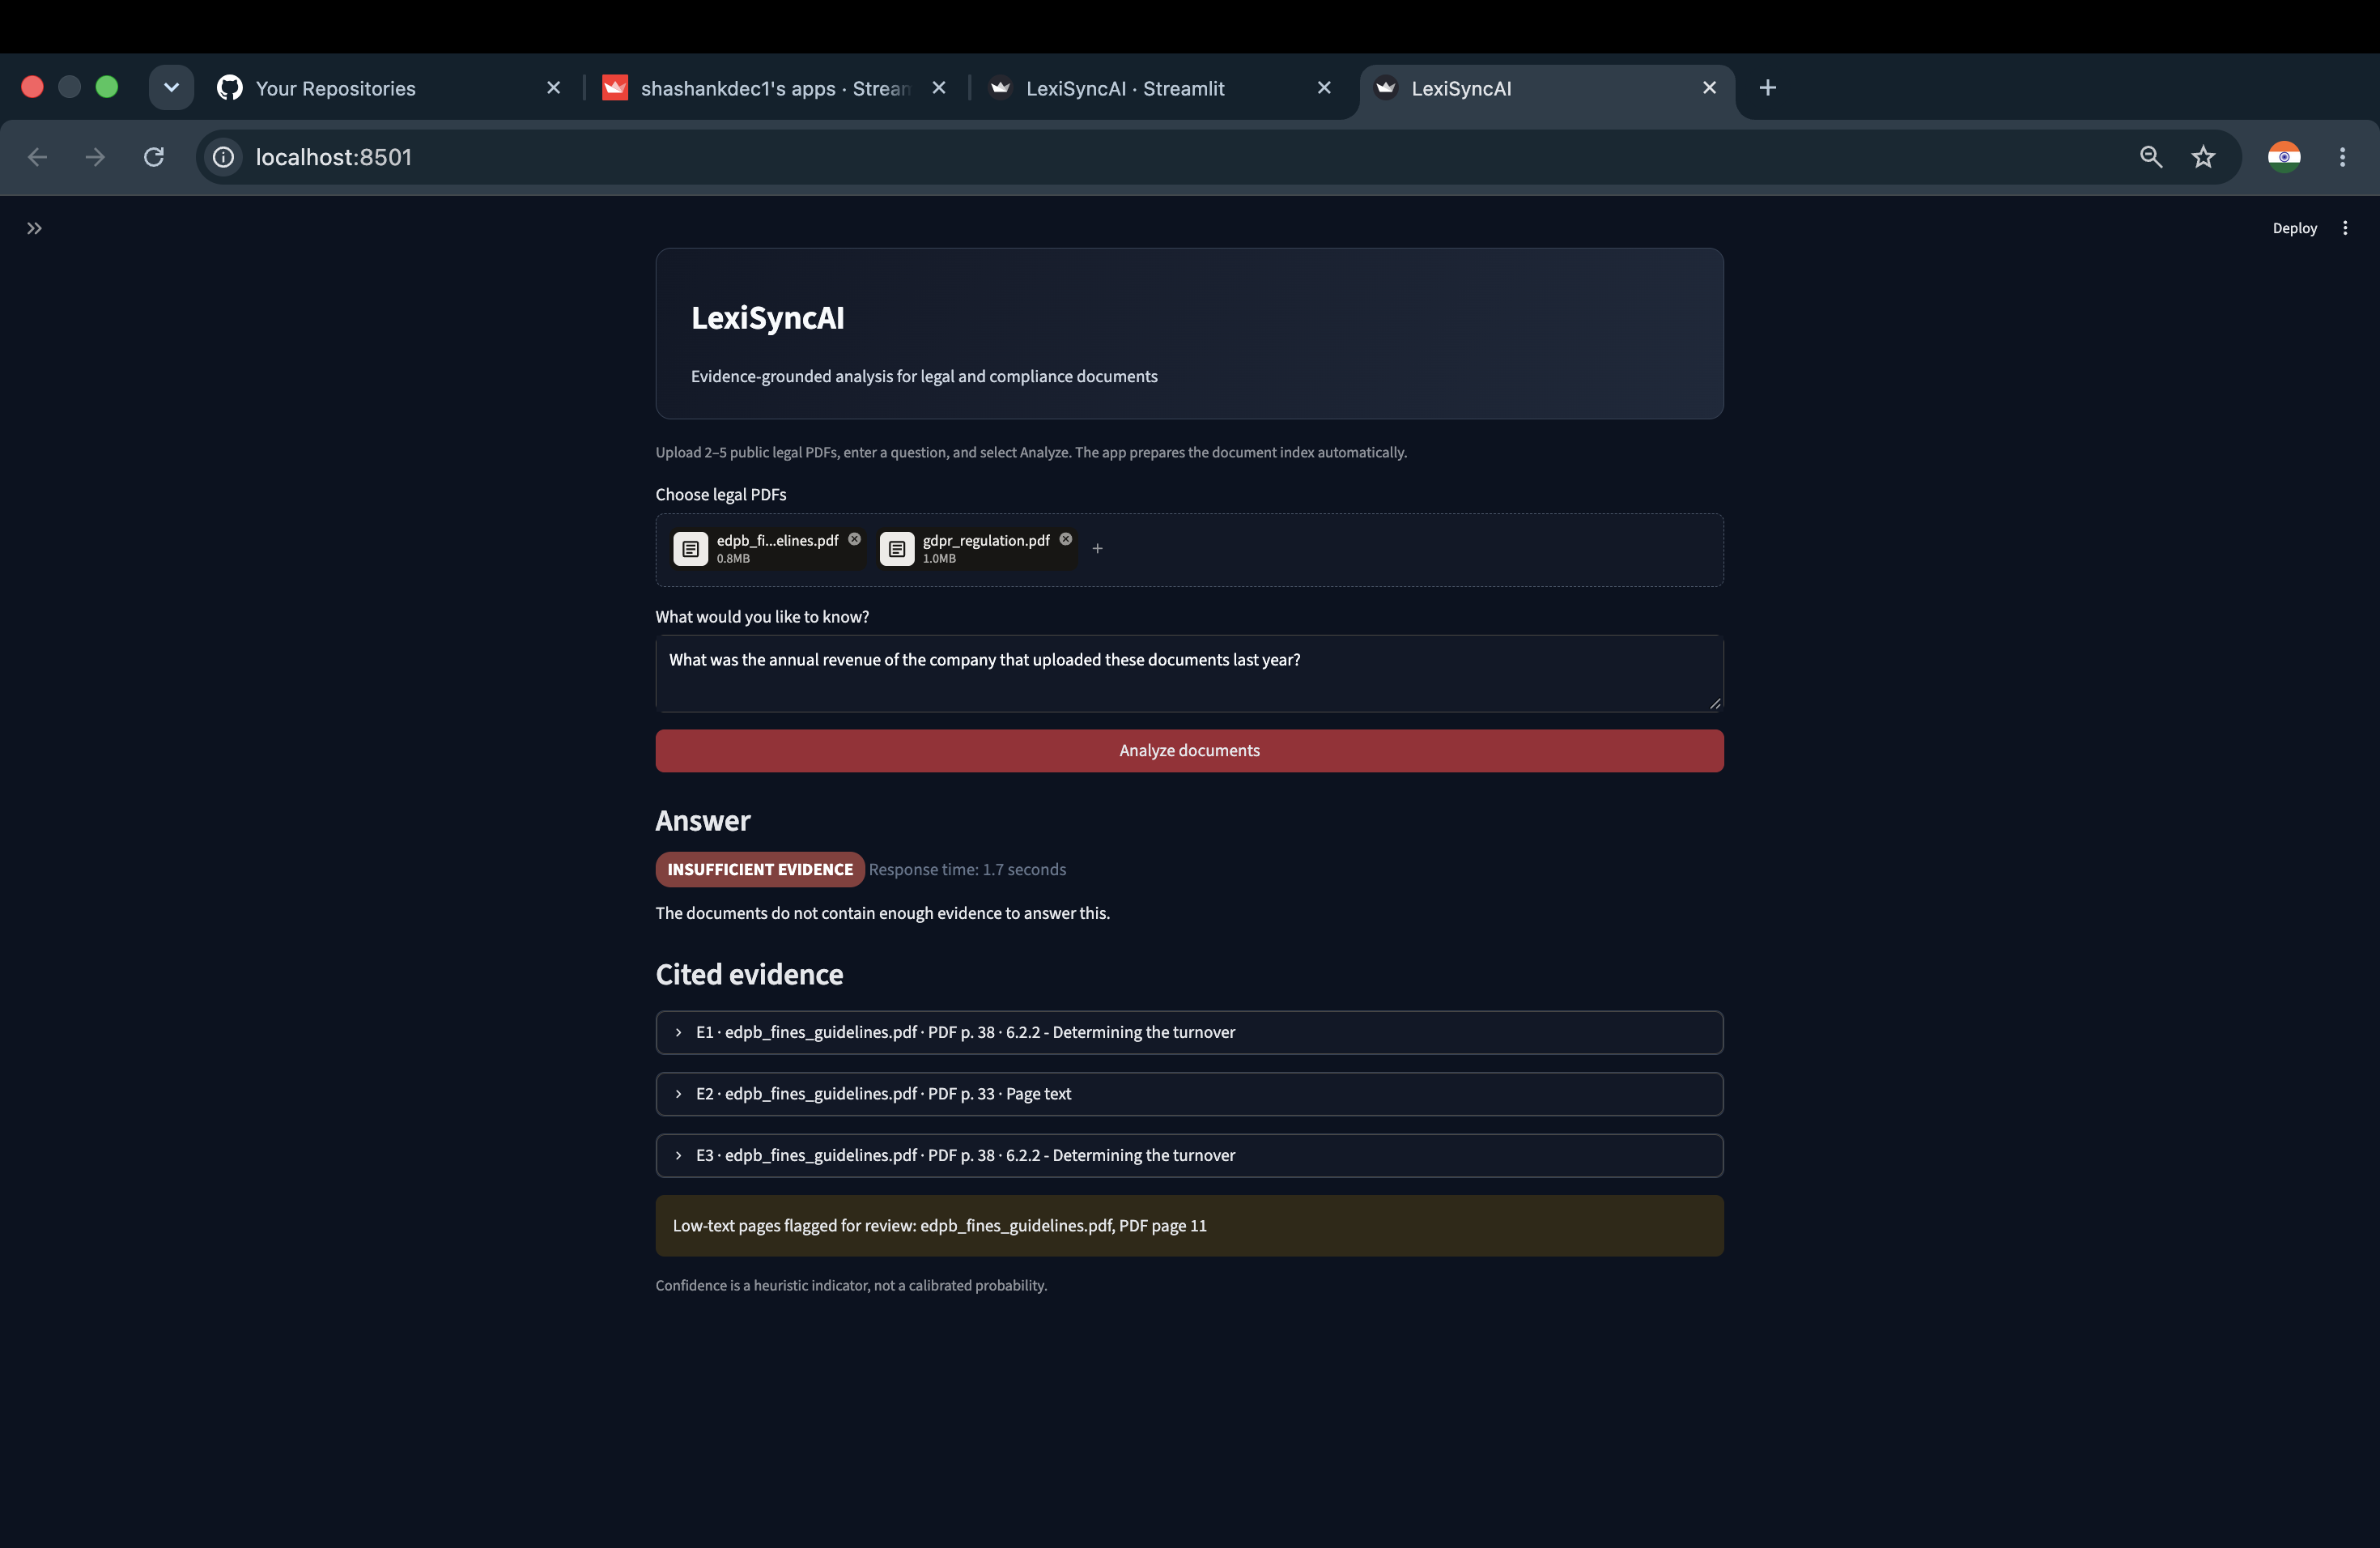 Your Repositories
shashankdec1's apps · Strea
LexiSyncAI · Streamlit
LexiSyncAI
localhost:8501
Deploy
LexiSyncAI
Evidence-grounded analysis for legal and compliance documents
Upload 2–5 public legal PDFs, enter a question, and select Analyze. The app prepares the document index automatically.
Choose legal PDFs
edpb_fi...elines.pdf
0.8MB
gdpr_regulation.pdf
1.0MB
What would you like to know?
What was the annual revenue of the company that uploaded these documents last year?
Analyze documents
Answer
INSUFFICIENT EVIDENCE Response time: 1.7 seconds
The documents do not contain enough evidence to answer this.
Cited evidence
E1 · edpb_fines_guidelines.pdf · PDF p. 38 · 6.2.2 - Determining the turnover
E2 · edpb_fines_guidelines.pdf · PDF p. 33 · Page text
E3 · edpb_fines_guidelines.pdf · PDF p. 38 · 6.2.2 - Determining the turnover
Low-text pages flagged for review: edpb_fines_guidelines.pdf, PDF page 11
Confidence is a heuristic indicator, not a calibrated probability.